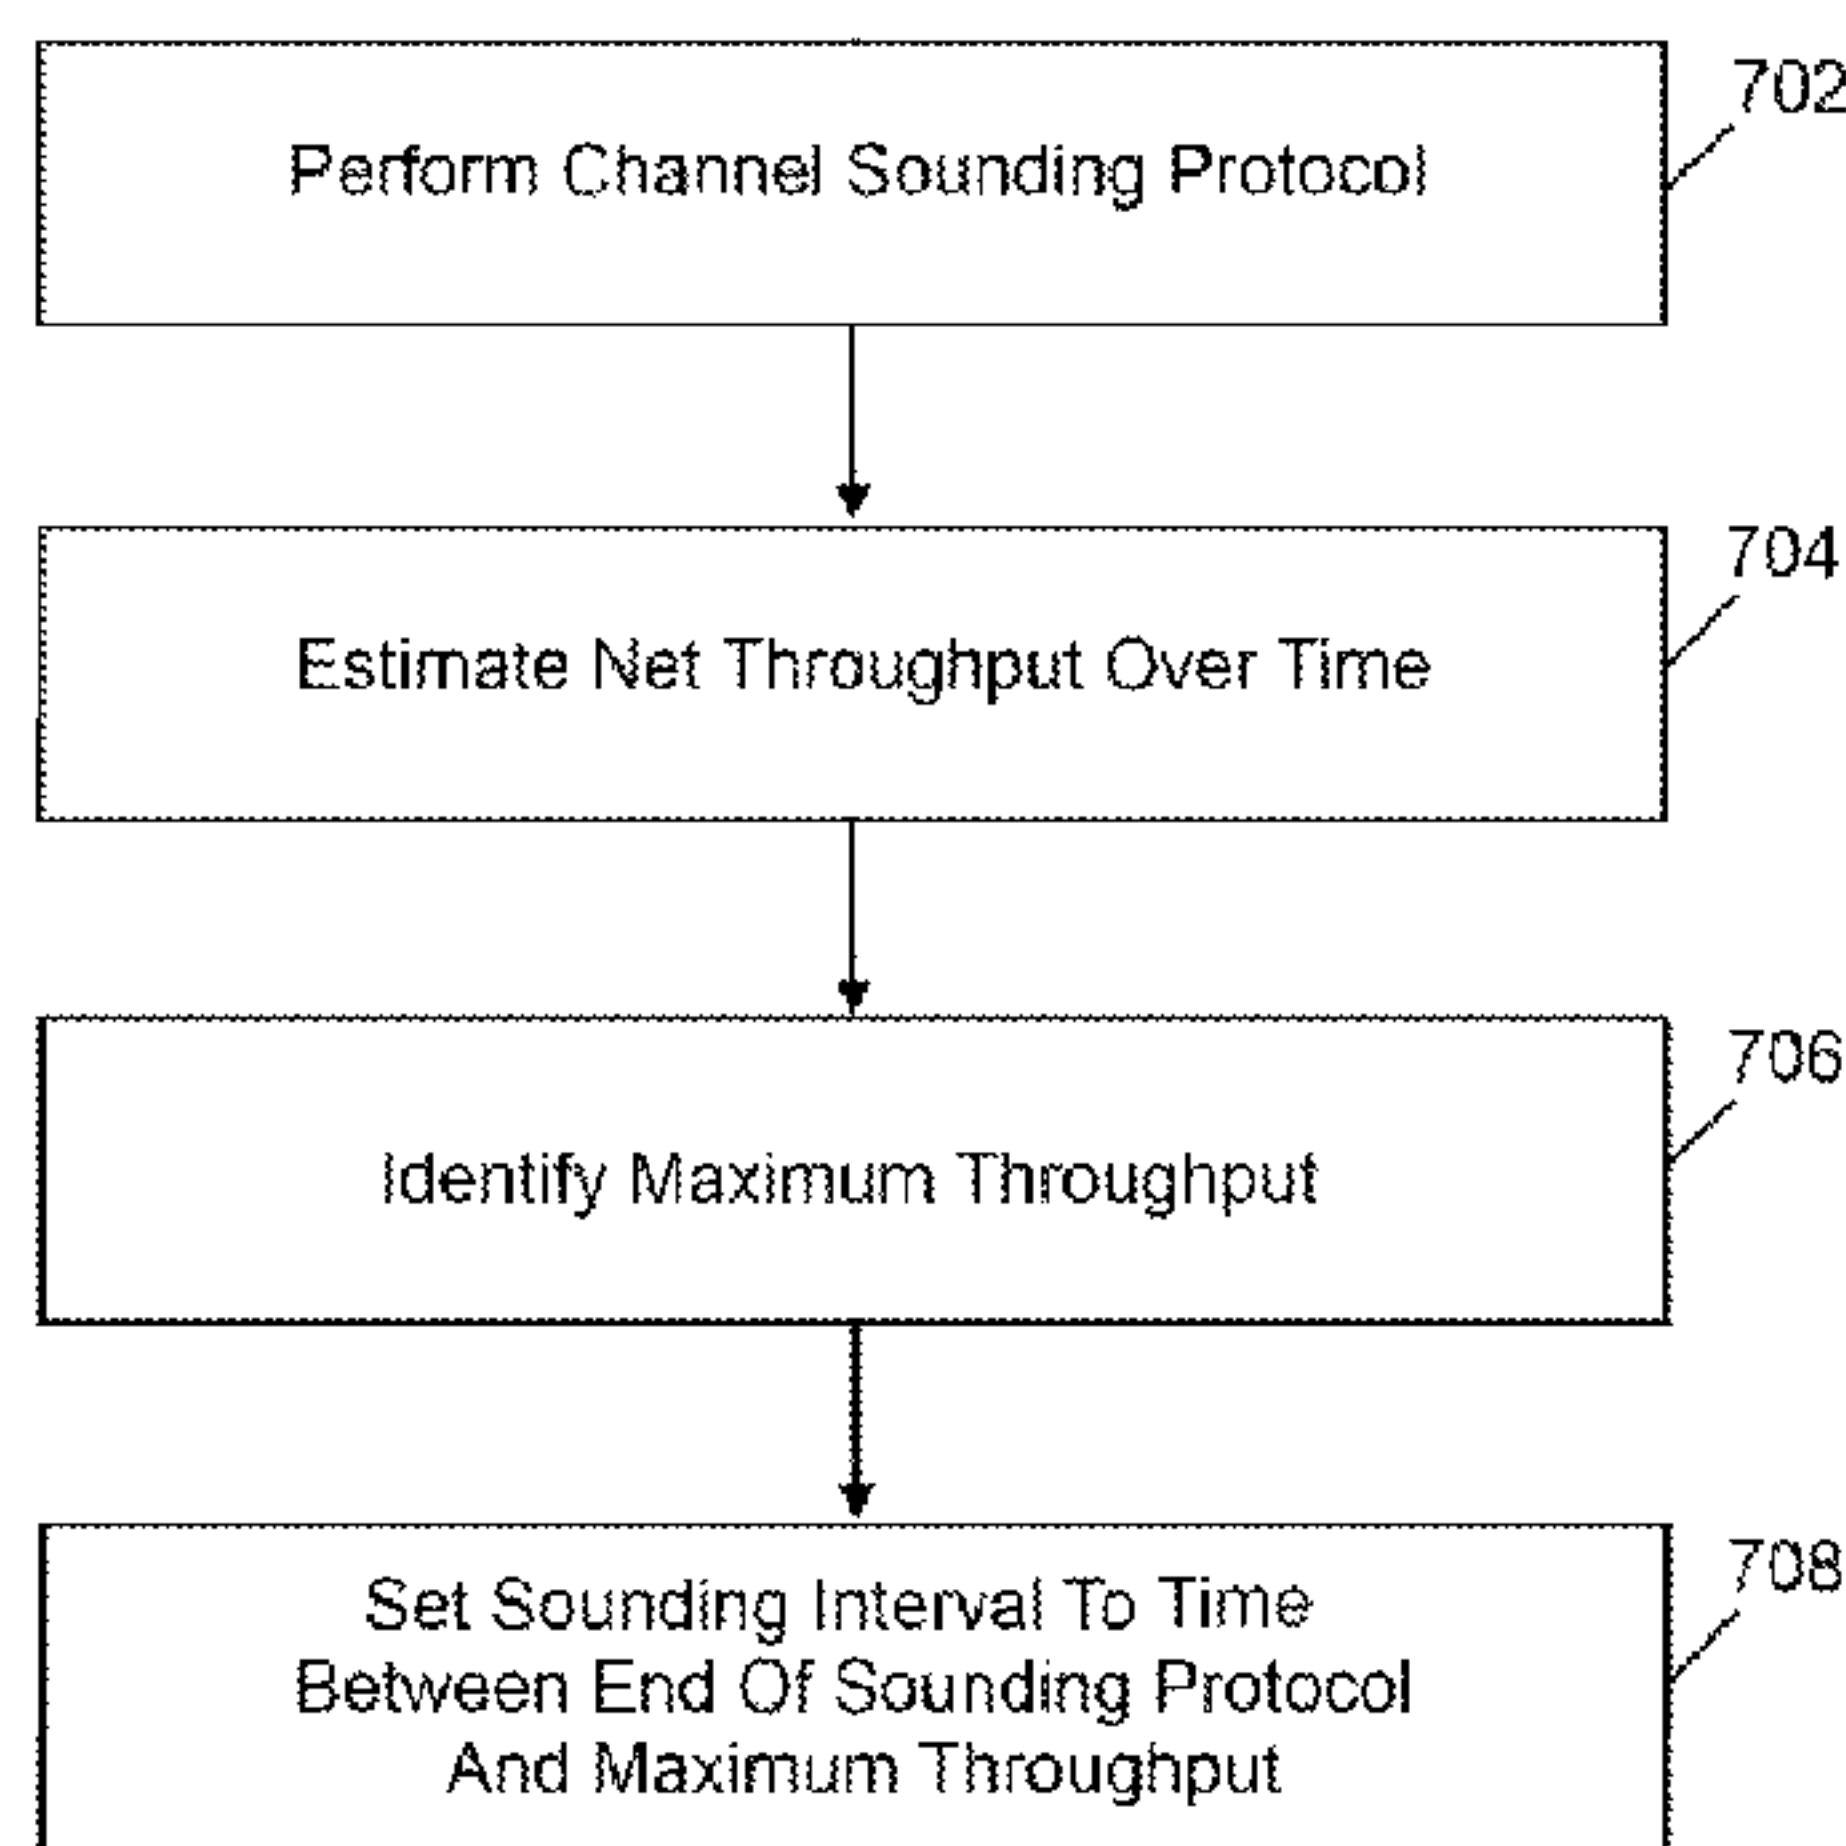 702
Perform Channel Sounding Protocol
704
Estimate Net Throughput Over Time
706
Identify Maximum Throughput
708
Set Sounding Interval To Time
Between End Of Sounding Protocol
And Maximum Throughput